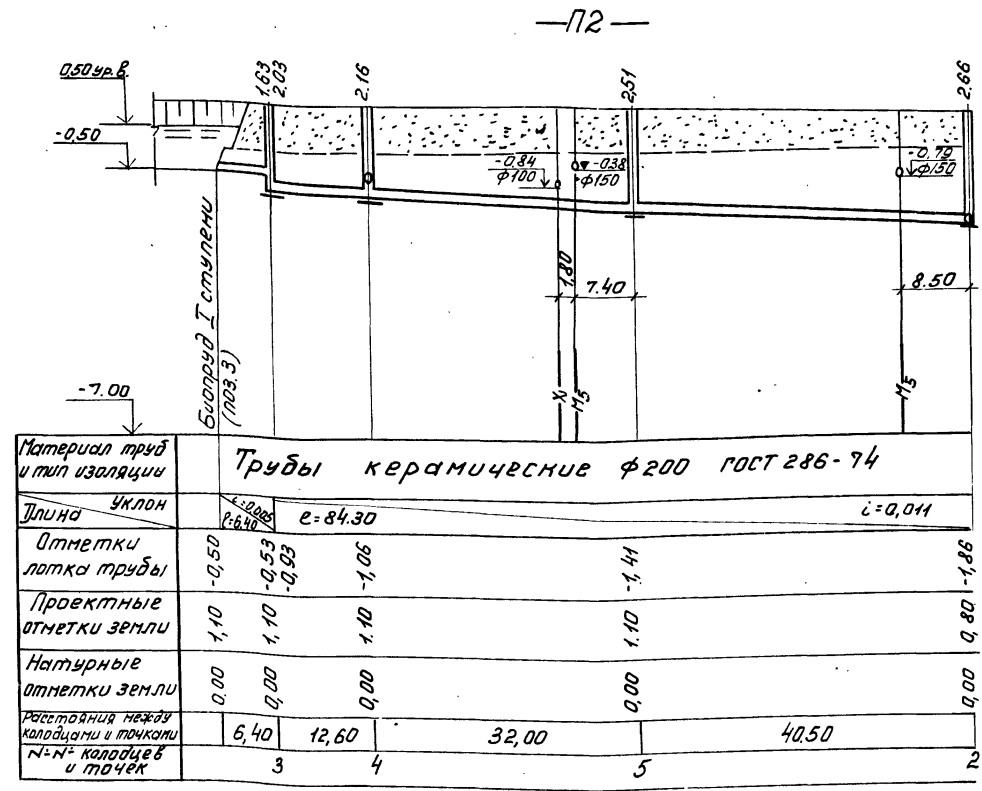 —П2—
0.50 ур.в.
-0,50
1.63
2.03
2.16
2,51
2,66
-0.84
ф100
-0.38
ф150
-0.79
ф150
1,80
7.40
8.50
Биопруд I ступени
(поз.3)
-7.00
Х1
М5
М5
Материал труб
и тип изоляции
Трубы керамические ф200 гост 286-74
Уклон
Длина
i=0,005
ℓ=6.40
ℓ=84.30
i=0,011
Отметки
лотка трубы
-0,50
-0,53
-0,93
-1,06
-1,41
-1,86
Проектные
отметки земли
1,10
1,10
1.10
1.10
0,80
Натурные
отметки земли
0.00
0,00
0,00
0,00
0,00
Расстояния между
колодцами и точками
6,40
12,60
32,00
40.50
N=N= колодцев
и точек
3
4
5
2